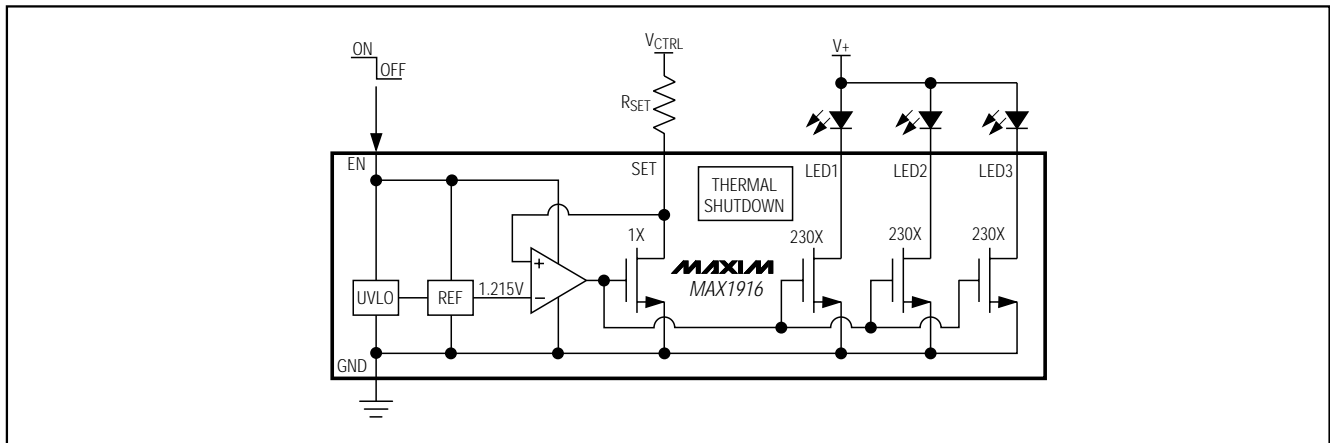 ON
OFF
VCTRL
RSET
V+
EN
SET
THERMAL
SHUTDOWN
LED1
LED2
LED3
1X
230X
230X
230X
MAXIM
MAX1916
+
−
UVLO
REF
1.215V
GND